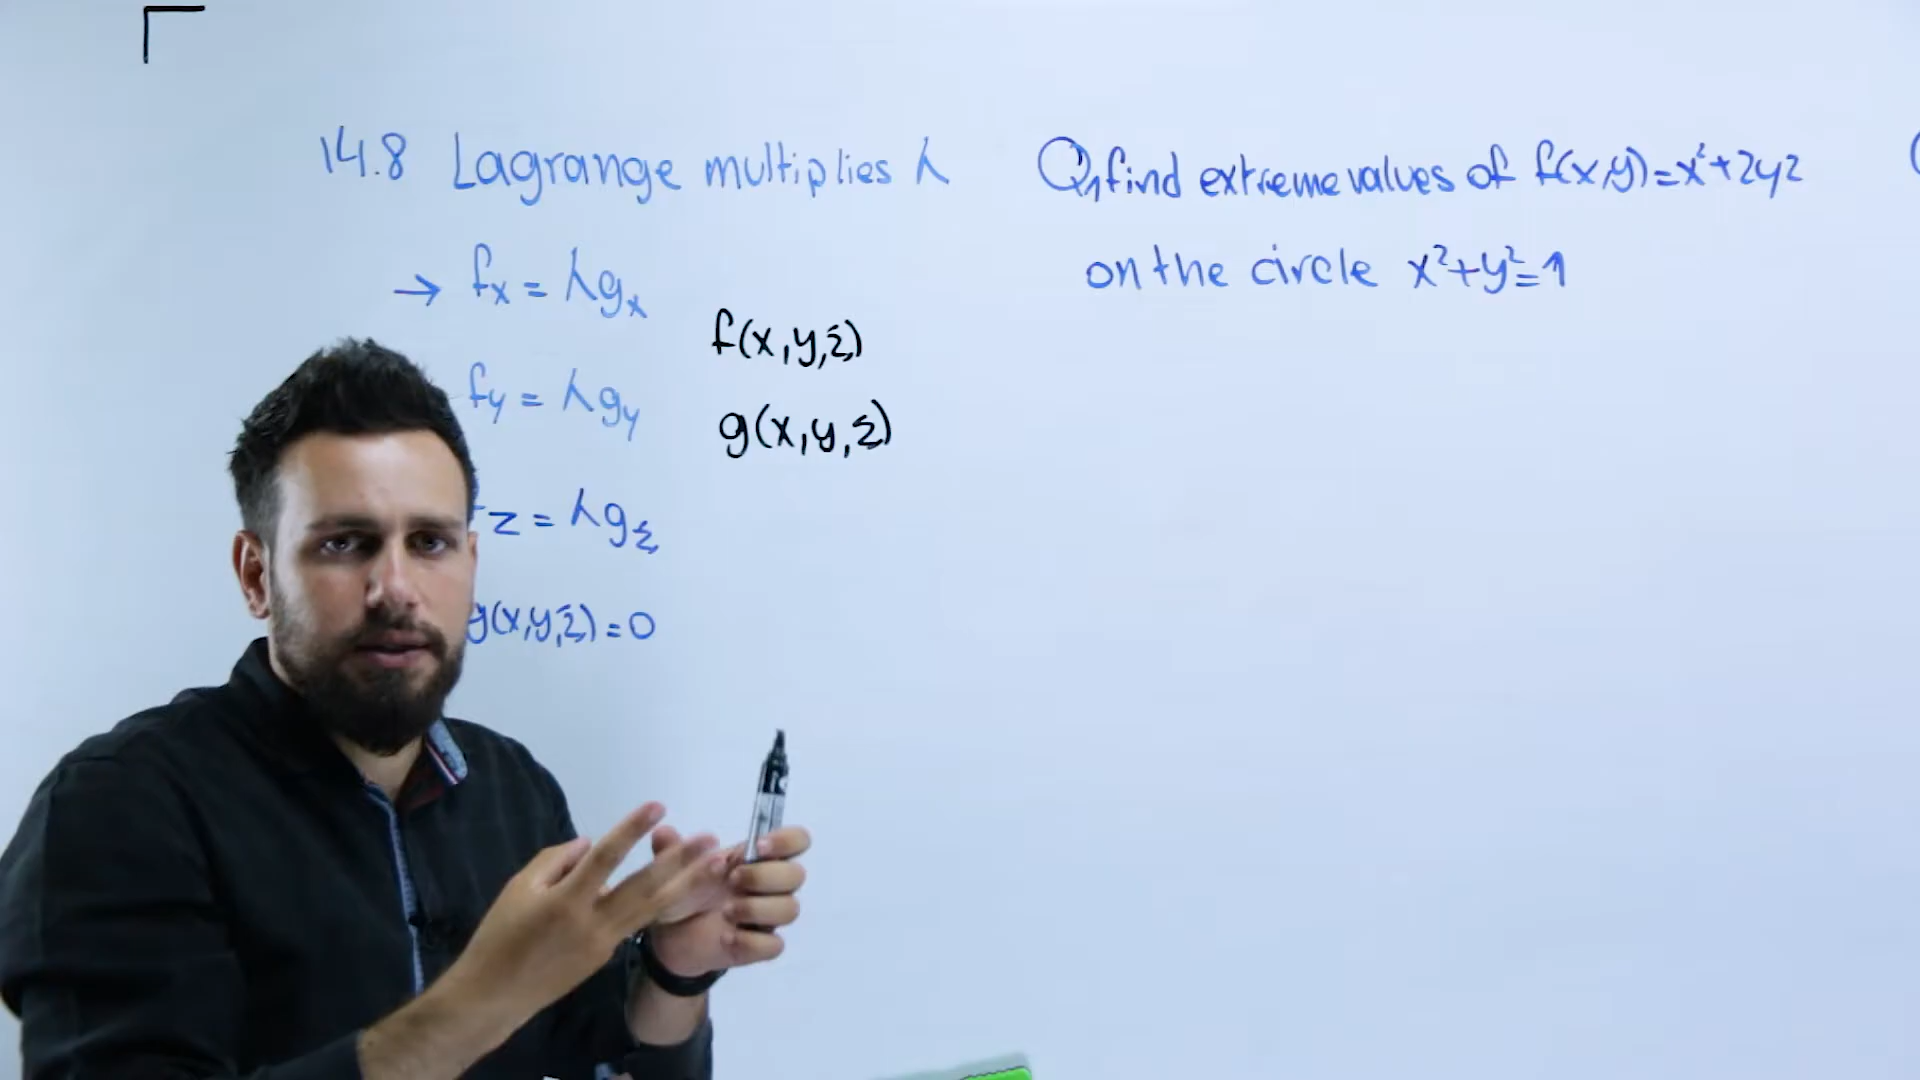 14.8 Lagrange multiplies λ
→ fx = λgx
fy = λgy
fz = λgz
g(x,y,z) = 0
f(x,y,z)
g(x,y,z)
Q1 find extreme values of f(x,y) = x² + 2y2
on the circle x² + y² = 1